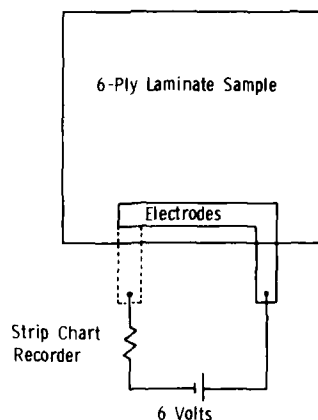 6-Ply Laminate Sample
Electrodes
Strip Chart
Recorder
6 Volts